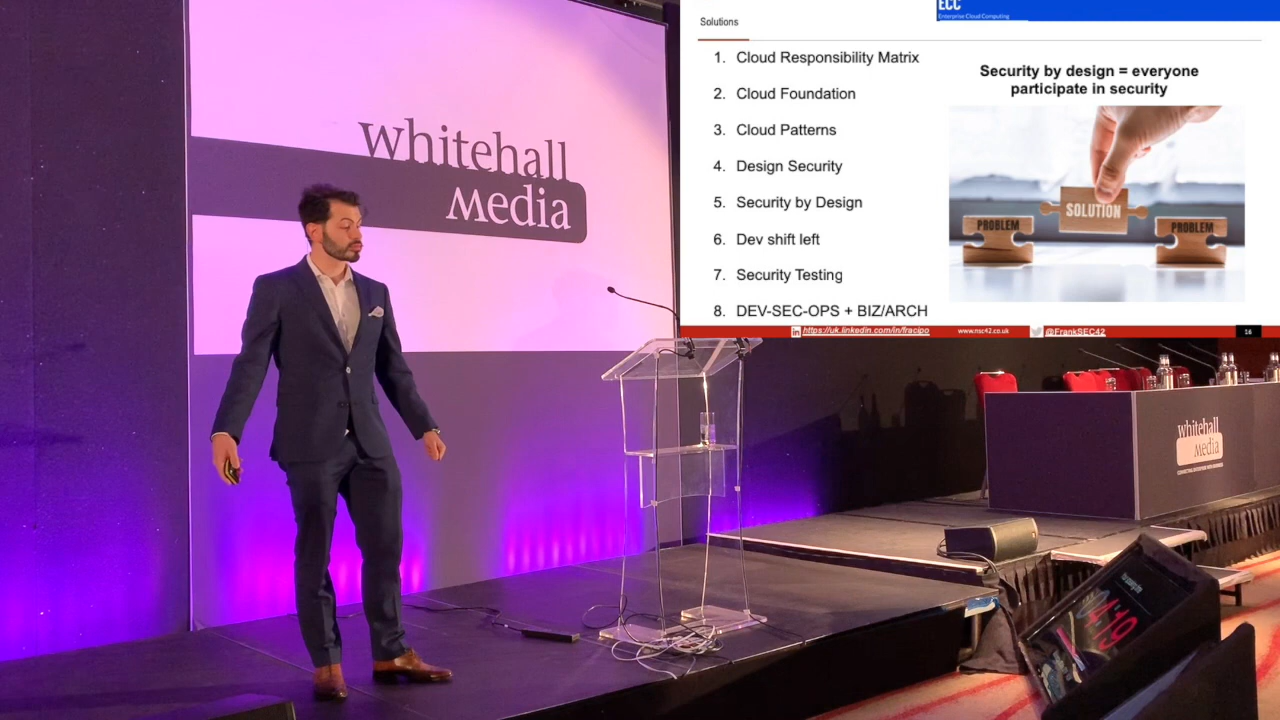 whitehall
media
Solutions
ECC
Enterprise Cloud Computing
1. Cloud Responsibility Matrix
2. Cloud Foundation
3. Cloud Patterns
4. Design Security
5. Security by Design
6. Dev shift left
7. Security Testing
8. DEV-SEC-OPS + BIZ/ARCH
Security by design = everyone
participate in security
PROBLEM
SOLUTION
PROBLEM
https://uk.linkedin.com/in/fracipo
www.nsc42.co.uk
@FrankSEC42
16
whitehall
media
4:19